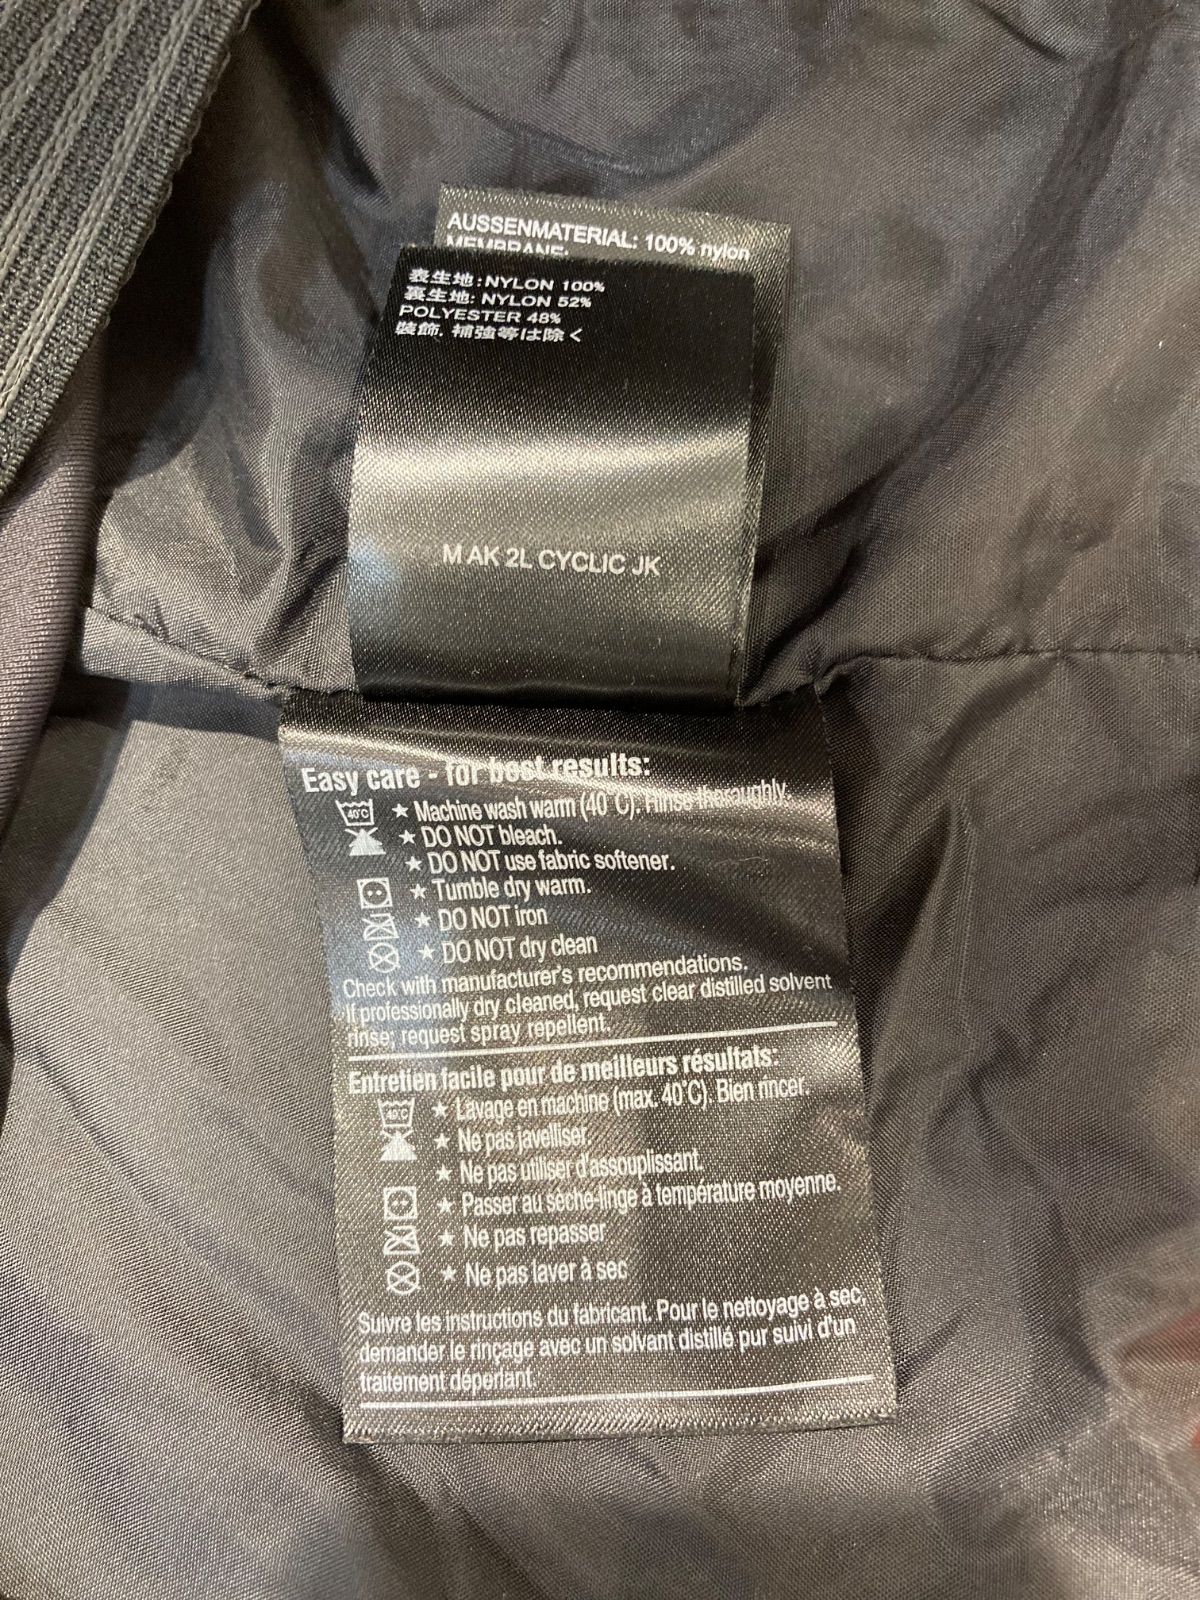 AUSSENMATERIAL: 100% nylon
MEMBRANE:
表生地:NYLON 100%
裏生地: NYLON 52%
POLYESTER 48%
装飾、補強等は除く
M AK 2L CYCLIC JK
Easy care - for best results:
40°C ★ Machine wash warm (40°C). Rinse thoroughly.
★ DO NOT bleach.
★ DO NOT use fabric softener.
★ Tumble dry warm.
★ DO NOT iron
★ DO NOT dry clean
Check with manufacturer's recommendations.
If professionally dry cleaned, request clear distilled solvent
rinse; request spray repellent.
Entretien facile pour de meilleurs résultats:
40°C ★ Lavage en machine (max. 40°C). Bien rincer.
★ Ne pas javelliser.
★ Ne pas utiliser d'assouplissant.
★ Passer au sèche-linge à température moyenne.
★ Ne pas repasser
★ Ne pas laver à sec
Suivre les instructions du fabricant. Pour le nettoyage à sec,
demander le rinçage avec un solvant distillé pur suivi d'un
traitement déperlant.